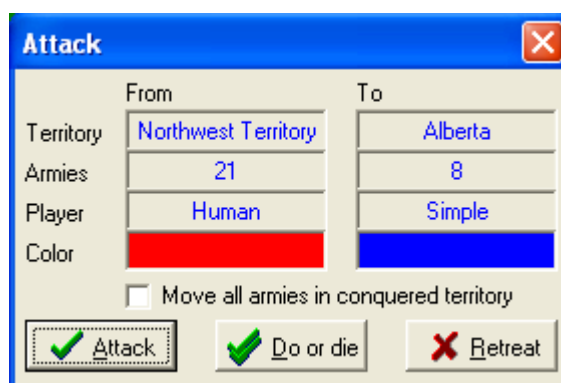 Attack
From To
Territory Northwest Territory Alberta
Armies 21 8
Player Human Simple
Color
Move all armies in conquered territory
Attack Do or die Retreat